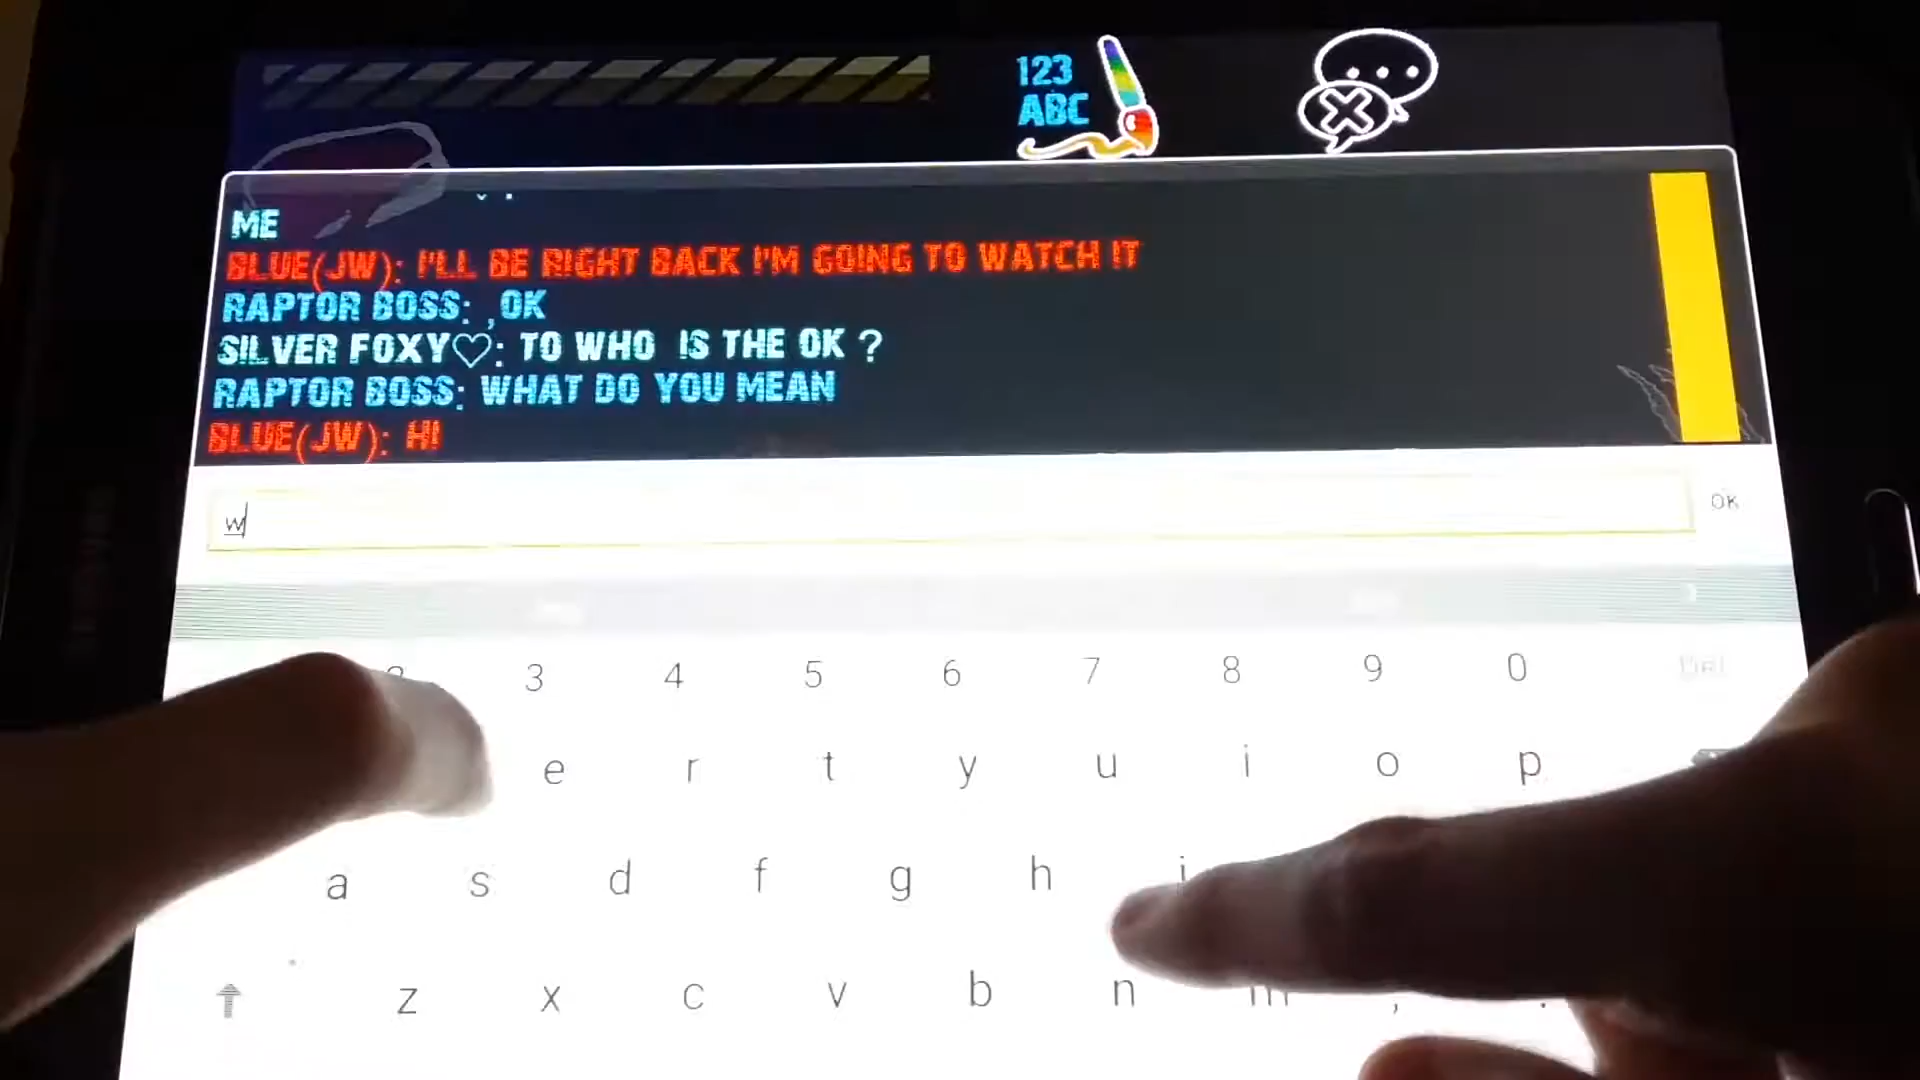 123
ABC
ME
BLUE(JW): I'LL BE RIGHT BACK I'M GOING TO WATCH IT
RAPTOR BOSS: ,OK
SILVER FOXY♡: TO WHO IS THE OK ?
RAPTOR BOSS: WHAT DO YOU MEAN
BLUE(JW): HI
w
OK
3 4 5 6 7 8 9 0
e r t y u i o p
a s d f g h j
z x c v b n m , .